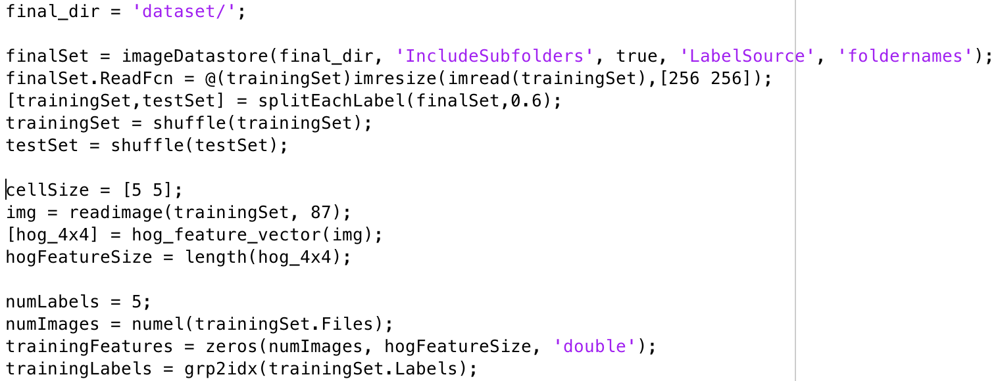 final_dir = 'dataset/';
finalSet = imageDatastore(final_dir, 'IncludeSubfolders', true, 'LabelSource', 'foldernames');
finalSet.ReadFcn = @(trainingSet)imresize(imread(trainingSet),[256 256]);
[trainingSet,testSet] = splitEachLabel(finalSet,0.6);
trainingSet = shuffle(trainingSet);
testSet = shuffle(testSet);
cellSize = [5 5];
img = readimage(trainingSet, 87);
[hog_4x4] = hog_feature_vector(img);
hogFeatureSize = length(hog_4x4);
numLabels = 5;
numImages = numel(trainingSet.Files);
trainingFeatures = zeros(numImages, hogFeatureSize, 'double');
trainingLabels = grp2idx(trainingSet.Labels);